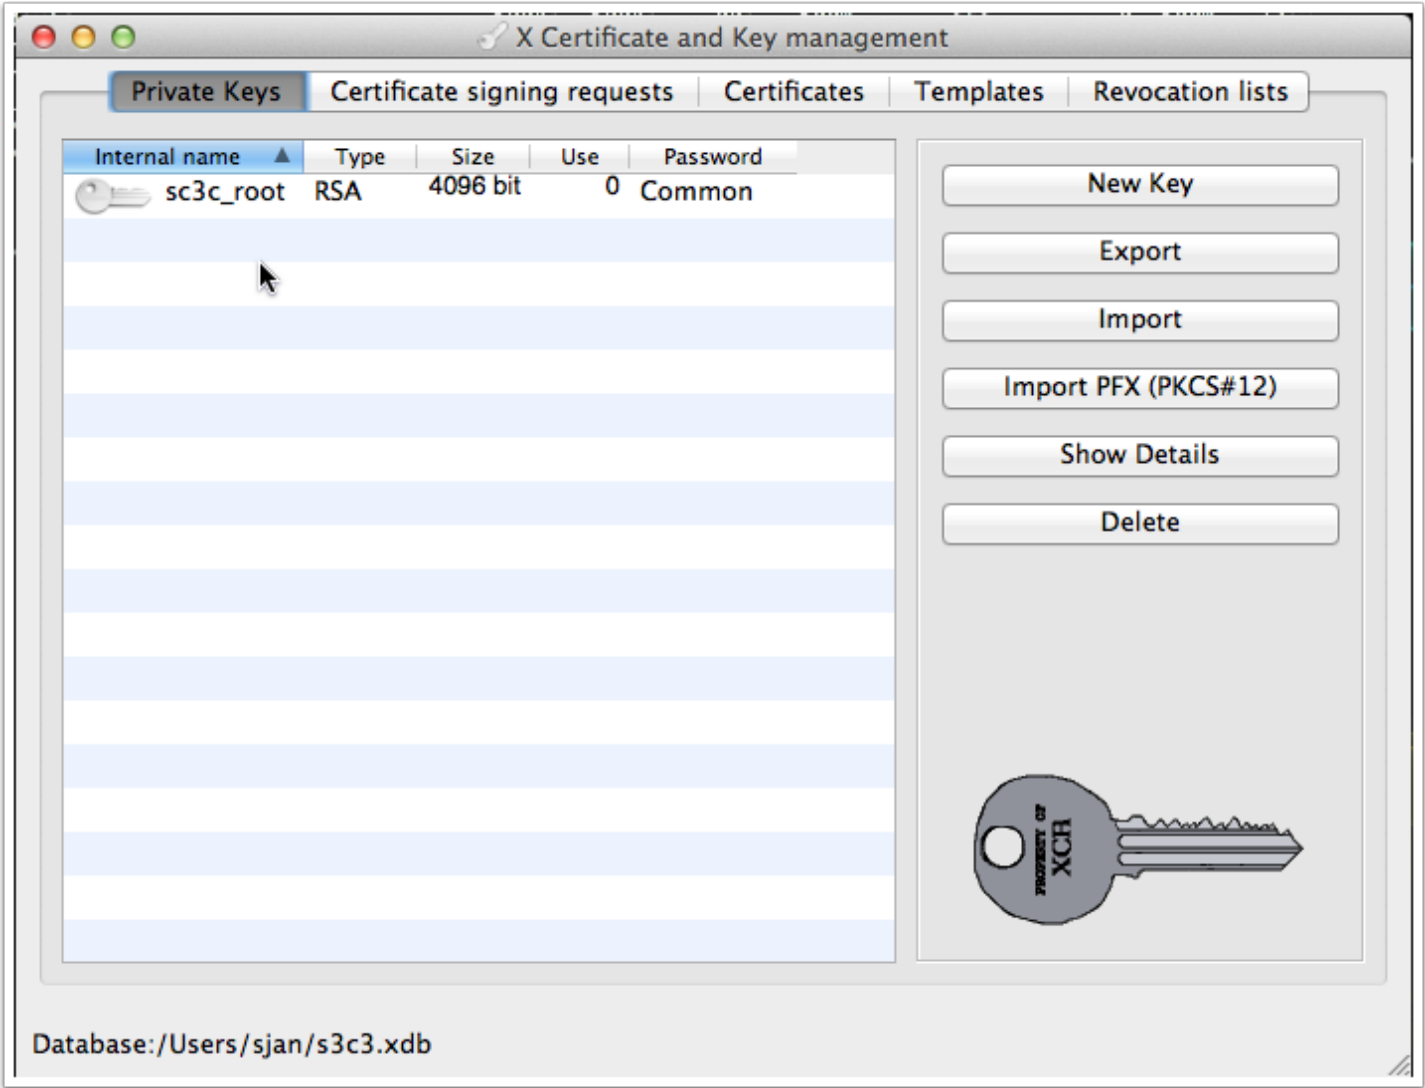 X Certificate and Key management
Private Keys Certificate signing requests Certificates Templates Revocation lists
Internal name Type Size Use Password
sc3c_root RSA 4096 bit 0 Common
New Key
Export
Import
Import PFX (PKCS#12)
Show Details
Delete
PROPERTY OF
XCA
Database:/Users/sjan/s3c3.xdb